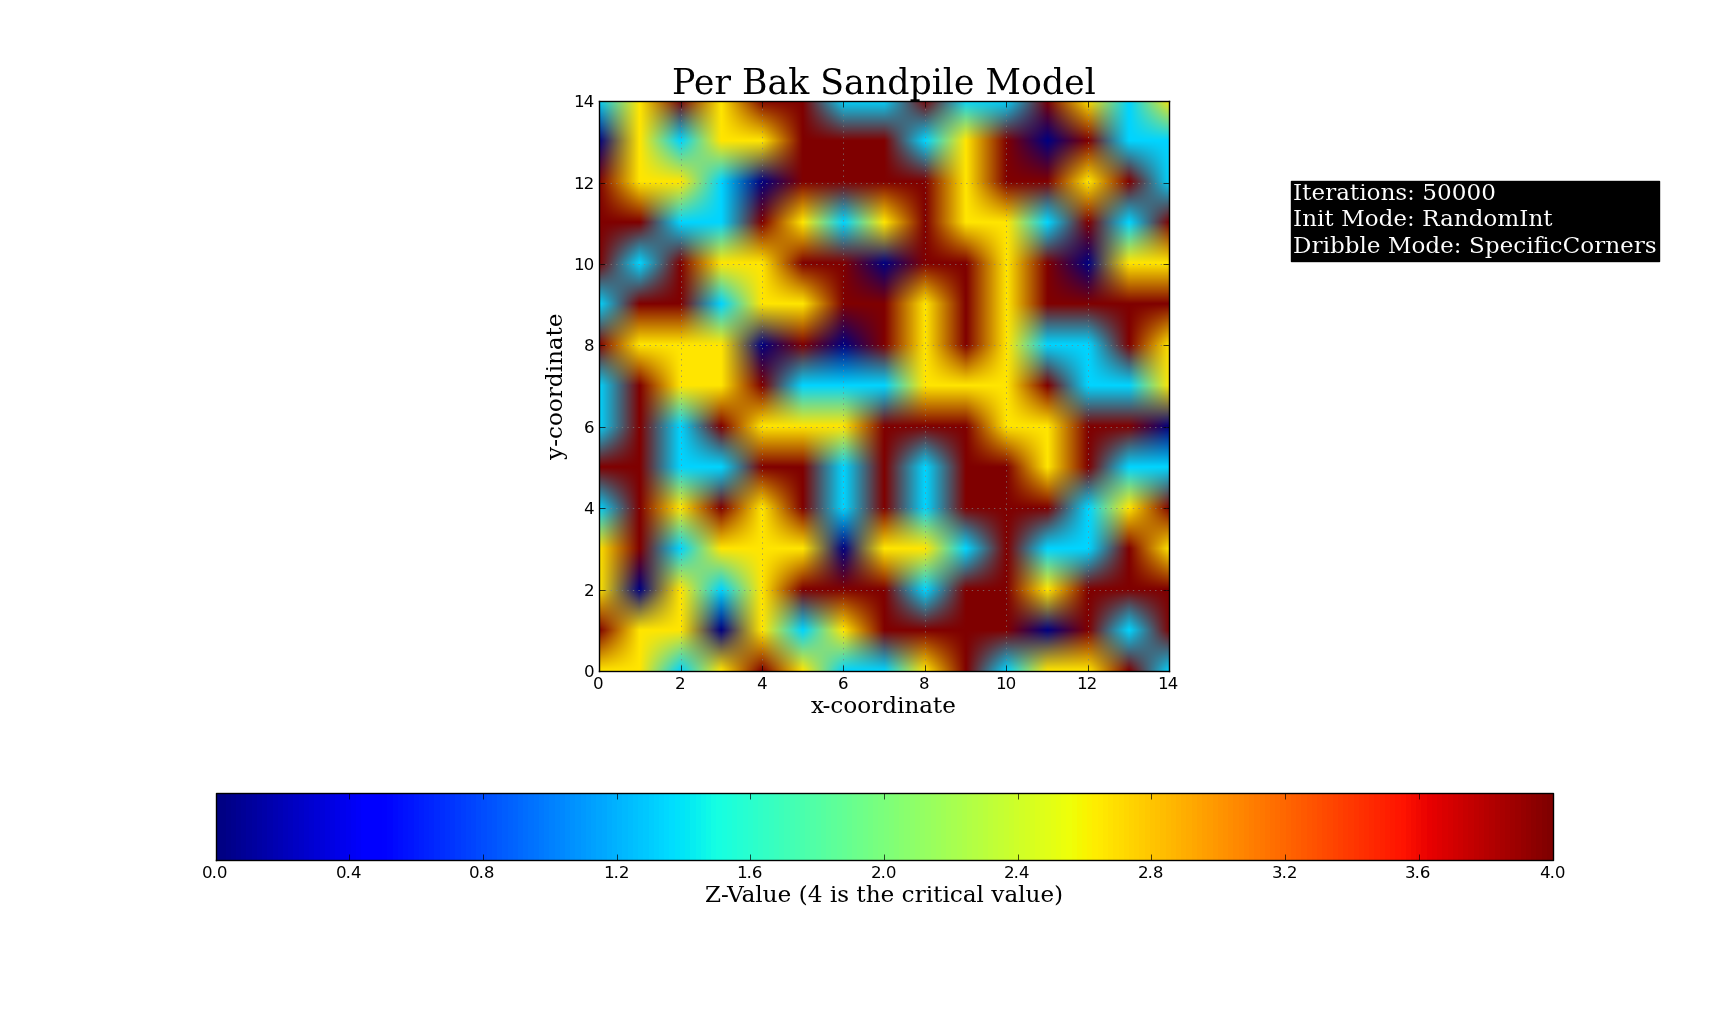 Per Bak Sandpile Model
14
12
10
8
6
4
2
0
y-coordinate
0 2 4 6 8 10 12 14
x-coordinate
Iterations: 50000
Init Mode: RandomInt
Dribble Mode: SpecificCorners
0.0 0.4 0.8 1.2 1.6 2.0 2.4 2.8 3.2 3.6 4.0
Z-Value (4 is the critical value)